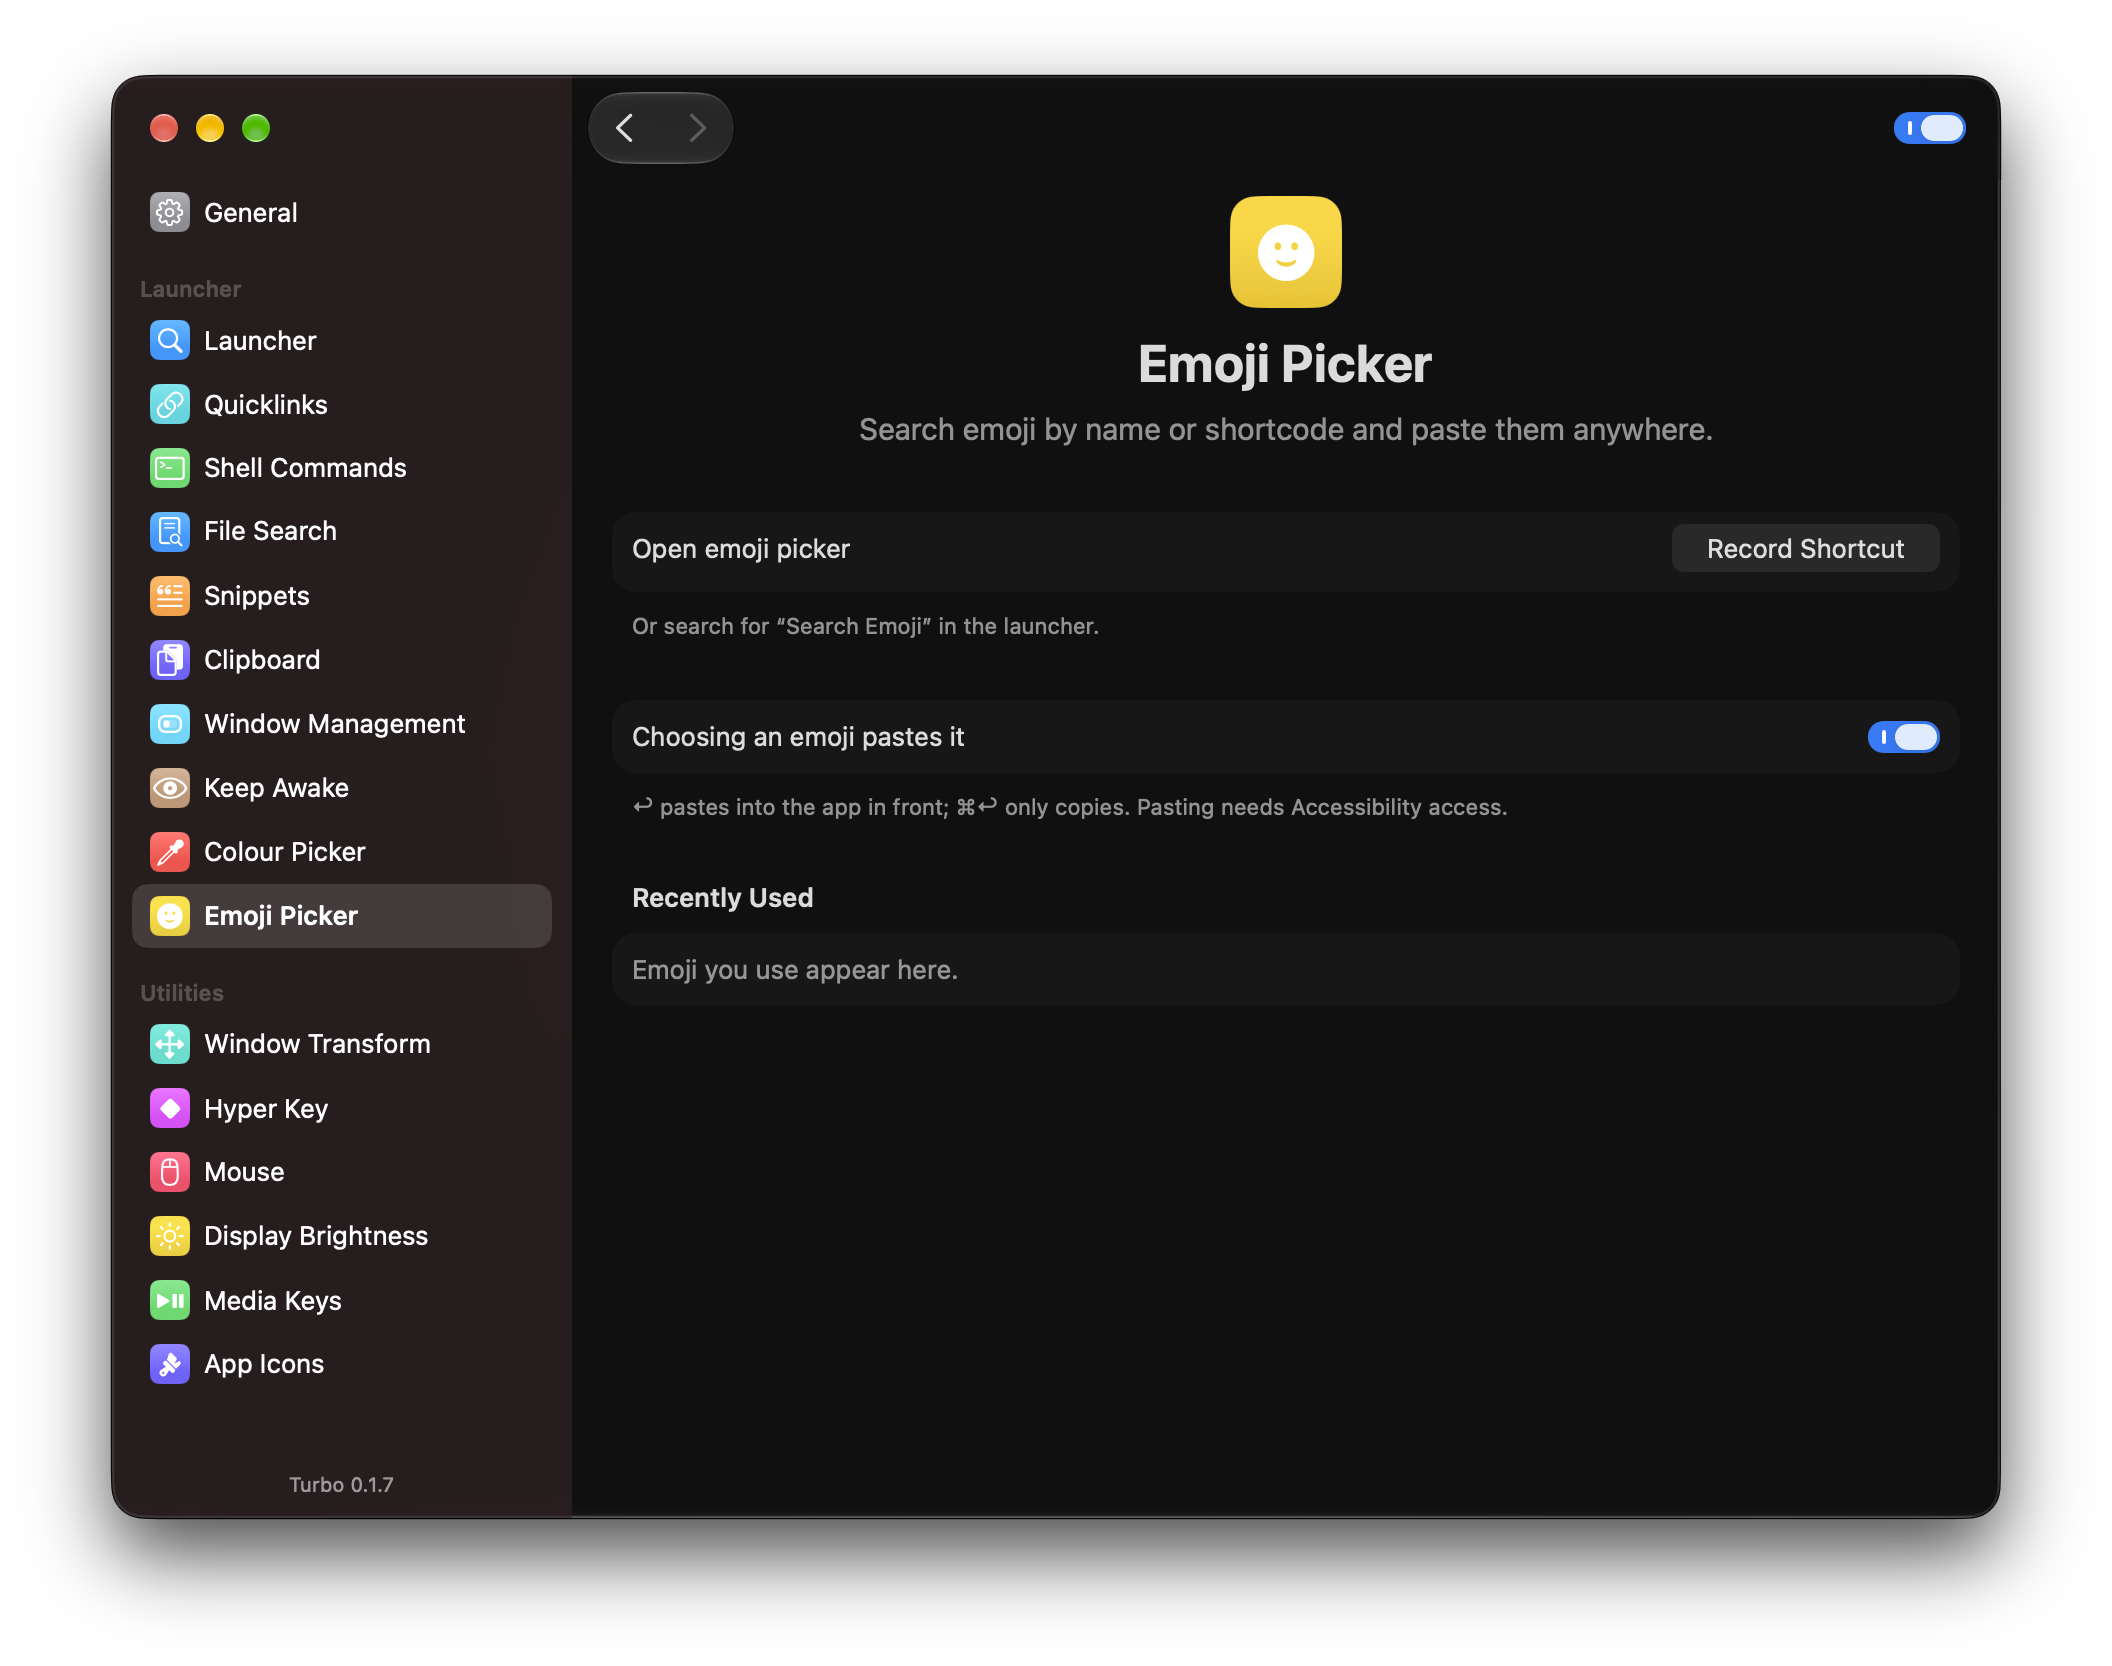 General
Launcher
Launcher
Quicklinks
Shell Commands
File Search
Snippets
Clipboard
Window Management
Keep Awake
Colour Picker
Emoji Picker
Utilities
Window Transform
Hyper Key
Mouse
Display Brightness
Media Keys
App Icons
Turbo 0.1.7
Emoji Picker
Search emoji by name or shortcode and paste them anywhere.
Open emoji picker
Record Shortcut
Or search for “Search Emoji” in the launcher.
Choosing an emoji pastes it
↩ pastes into the app in front; ⌘↩ only copies. Pasting needs Accessibility access.
Recently Used
Emoji you use appear here.